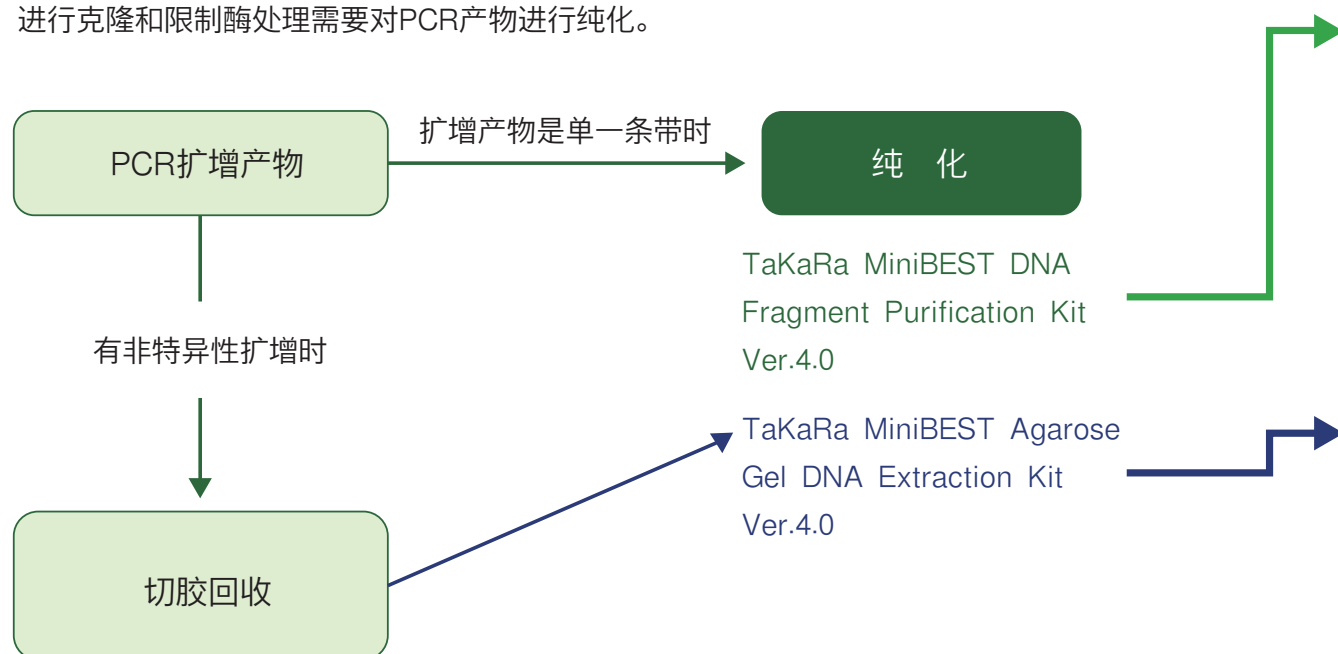 进行克隆和限制酶处理需要对PCR产物进行纯化。
PCR扩增产物
扩增产物是单一条带时
纯 化
TaKaRa MiniBEST DNA
Fragment Purification Kit
Ver.4.0
有非特异性扩增时
TaKaRa MiniBEST Agarose
Gel DNA Extraction Kit
Ver.4.0
切胶回收